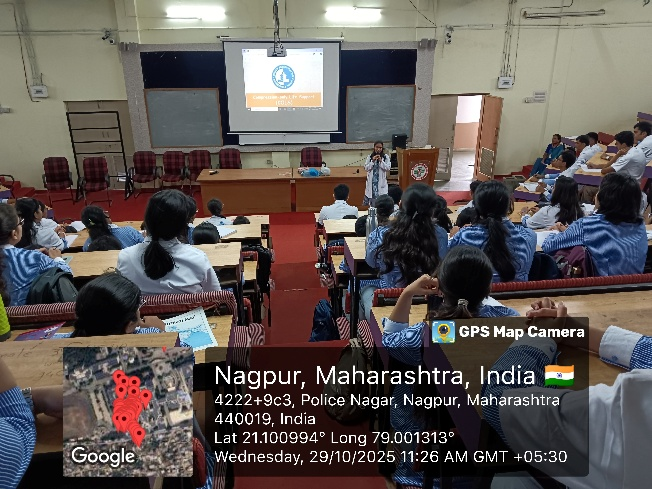 GPS Map Camera
Nagpur, Maharashtra, India
4222+9c3, Police Nagar, Nagpur, Maharashtra
440019, India
Lat 21.100994° Long 79.001313°
Wednesday, 29/10/2025 11:26 AM GMT +05:30
Google